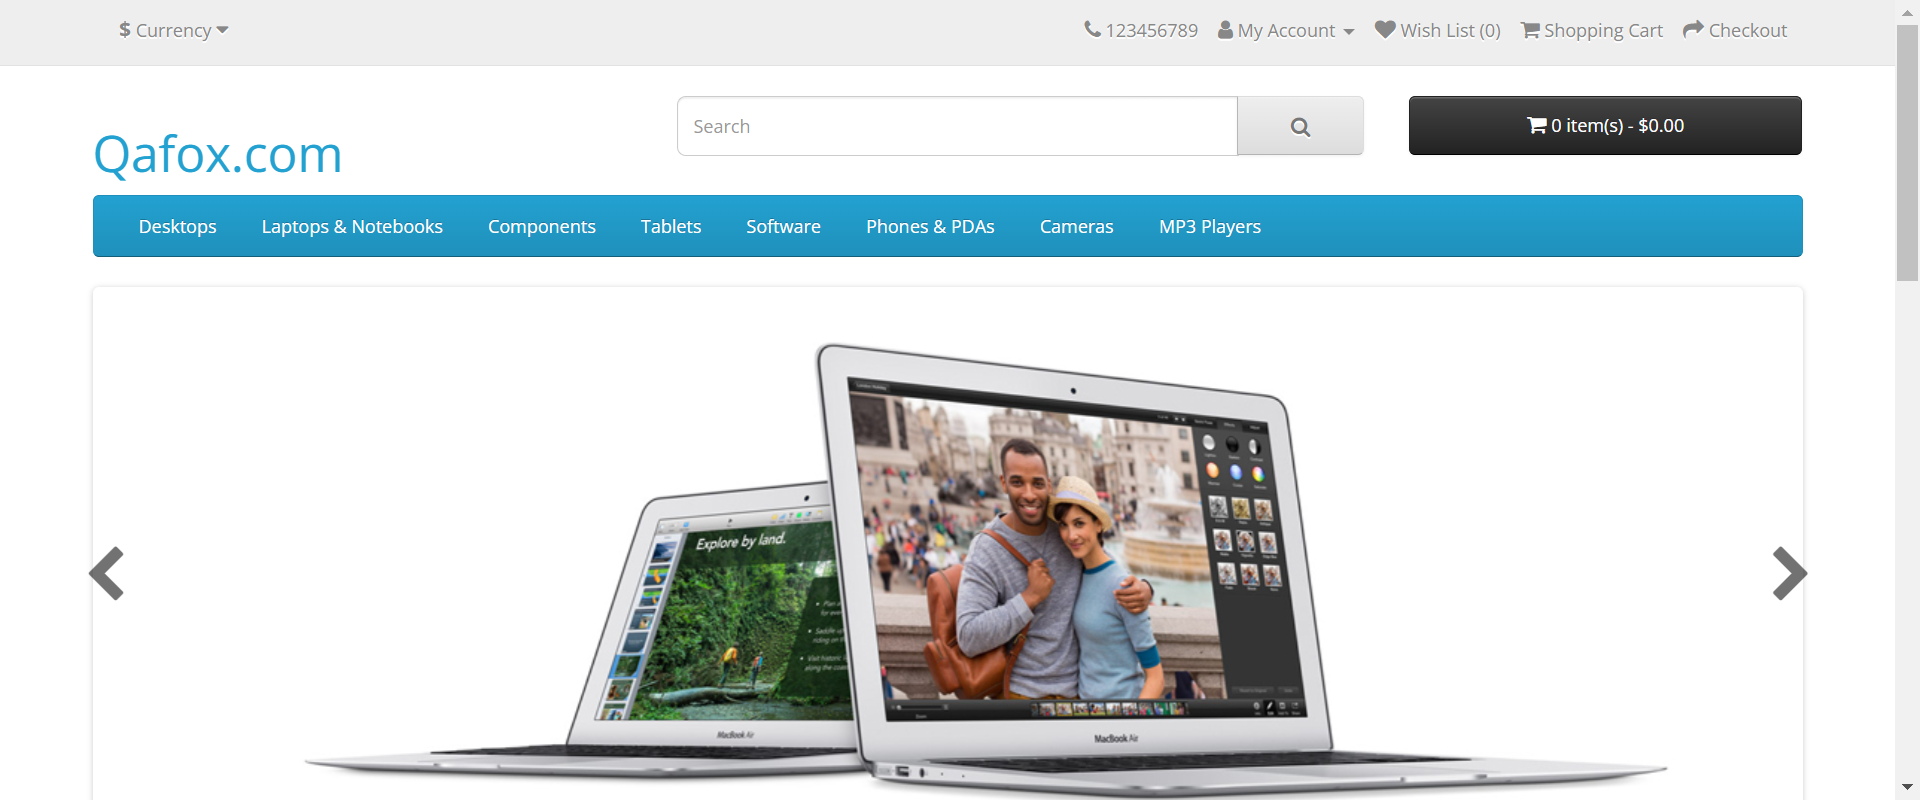 $ Currency
123456789 My Account Wish List (0) Shopping Cart Checkout
Search
0 item(s) - $0.00
Qafox.com
Desktops Laptops & Notebooks Components Tablets Software Phones & PDAs Cameras MP3 Players
Explore by land.
MacBook Air
MacBook Air